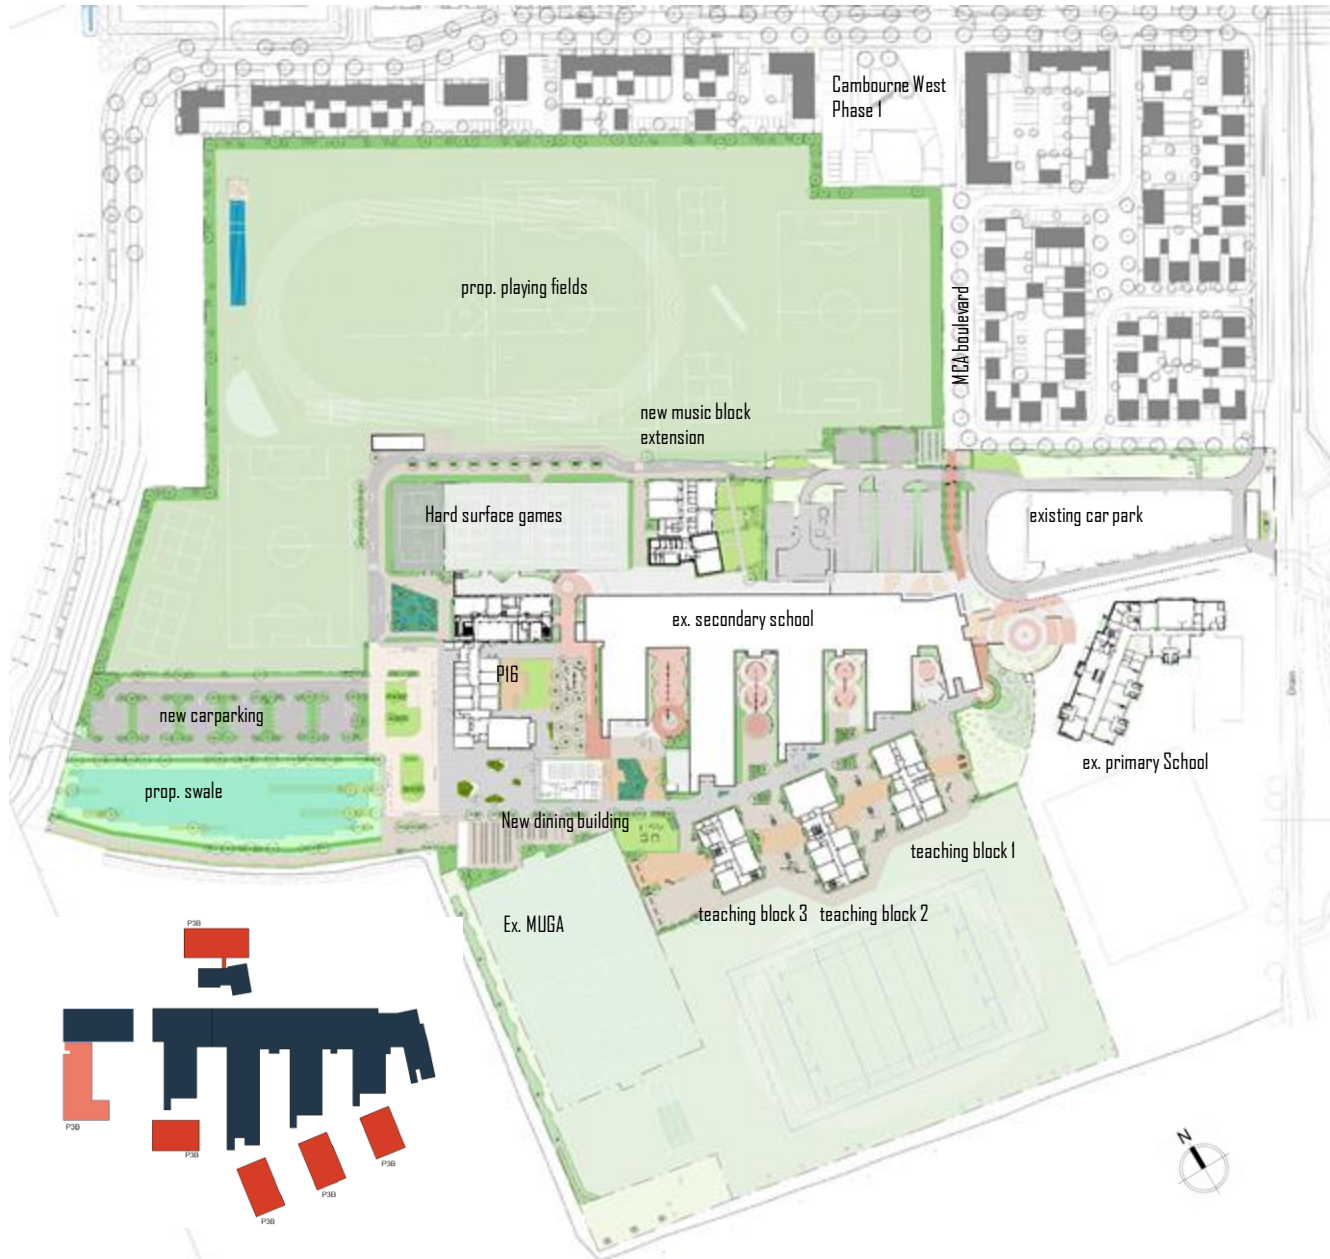 Cambourne West
Phase 1
prop. playing fields
MCA boulevard
new music block
extension
Hard surface games
existing car park
ex. secondary school
P16
new carparking
ex. primary School
prop. swale
New dining building
teaching block 1
teaching block 3
teaching block 2
Ex. MUGA
Drain
P3B
P3B
P3B
P3B
P3B
P3B
N